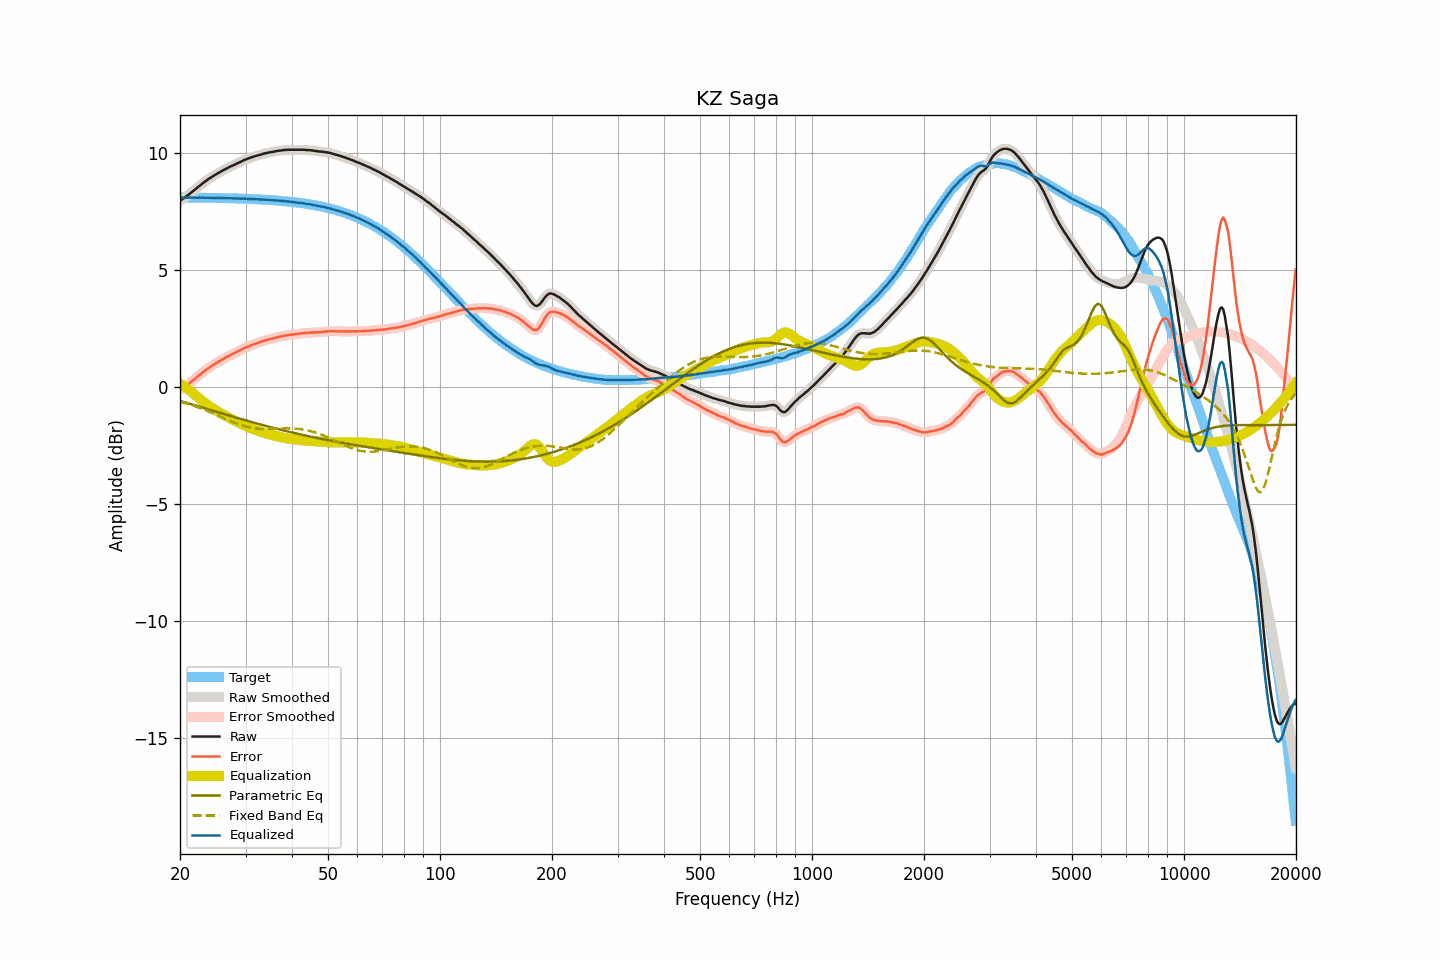 KZ Saga
10
5
0
−5
−10
−15
Amplitude (dBr)
Target
Raw Smoothed
Error Smoothed
Raw
Error
Equalization
Parametric Eq
Fixed Band Eq
Equalized
20 50 100 200 500 1000 2000 5000 10000 20000
Frequency (Hz)